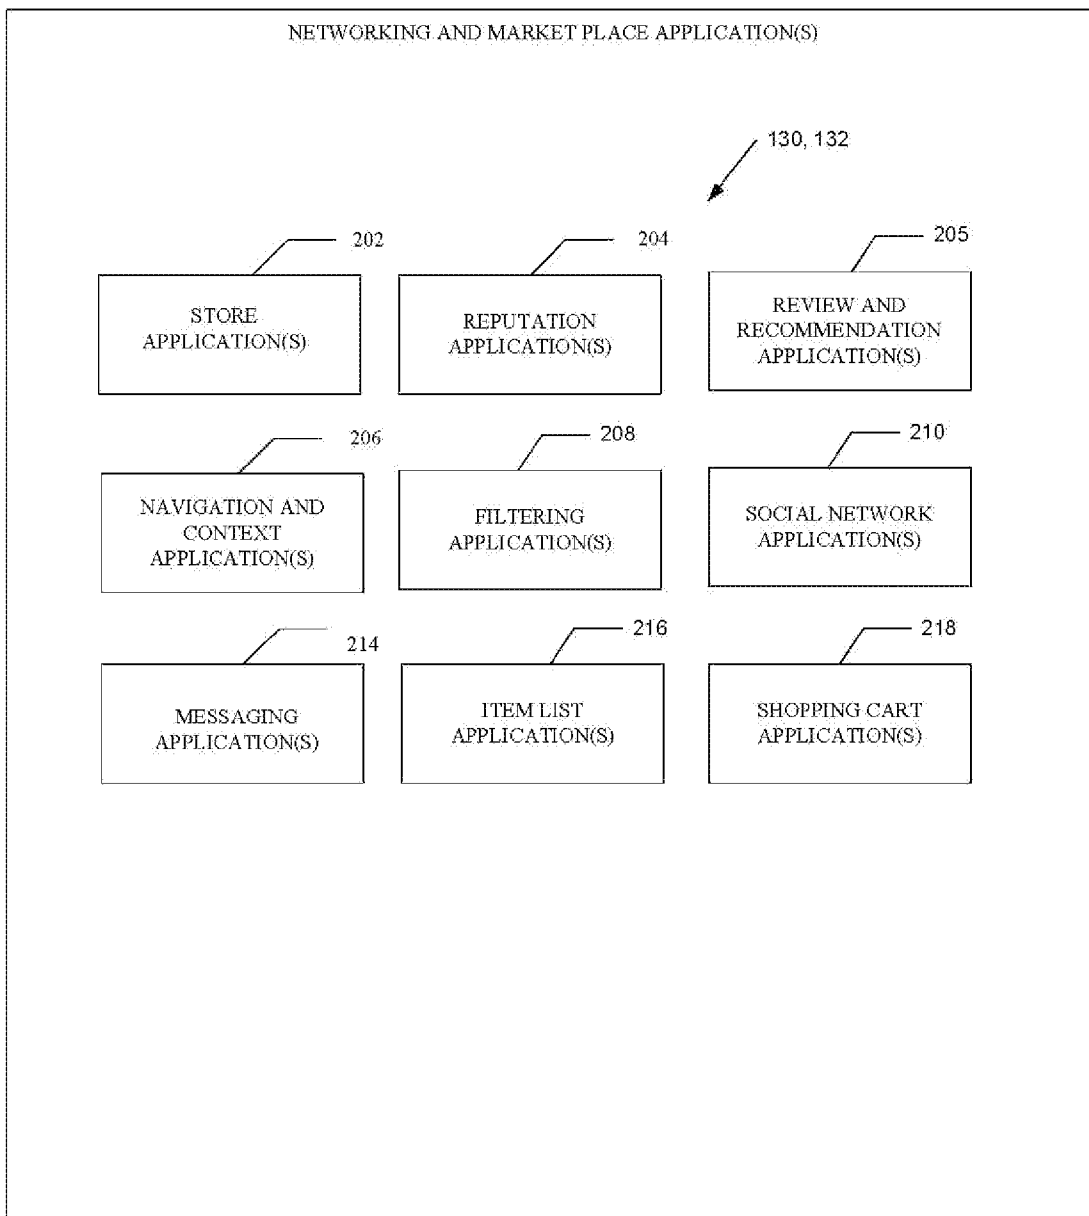 NETWORKING AND MARKET PLACE APPLICATION(S)
130, 132
202
STORE
APPLICATION(S)
204
REPUTATION
APPLICATION(S)
205
REVIEW AND
RECOMMENDATION
APPLICATION(S)
206
NAVIGATION AND
CONTEXT
APPLICATION(S)
208
FILTERING
APPLICATION(S)
210
SOCIAL NETWORK
APPLICATION(S)
214
MESSAGING
APPLICATION(S)
216
ITEM LIST
APPLICATION(S)
218
SHOPPING CART
APPLICATION(S)